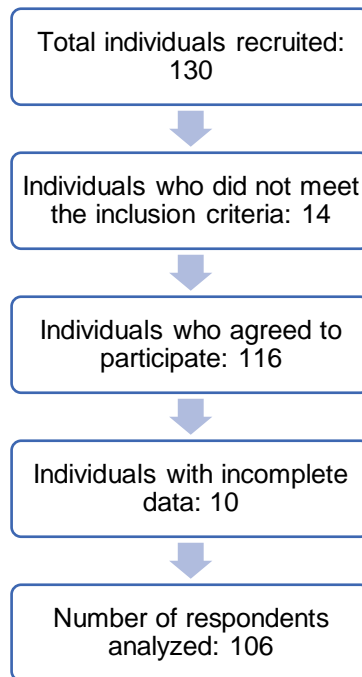 Total individuals recruited:
130
Individuals who did not meet
the inclusion criteria: 14
Individuals who agreed to
participate: 116
Individuals with incomplete
data: 10
Number of respondents
analyzed: 106